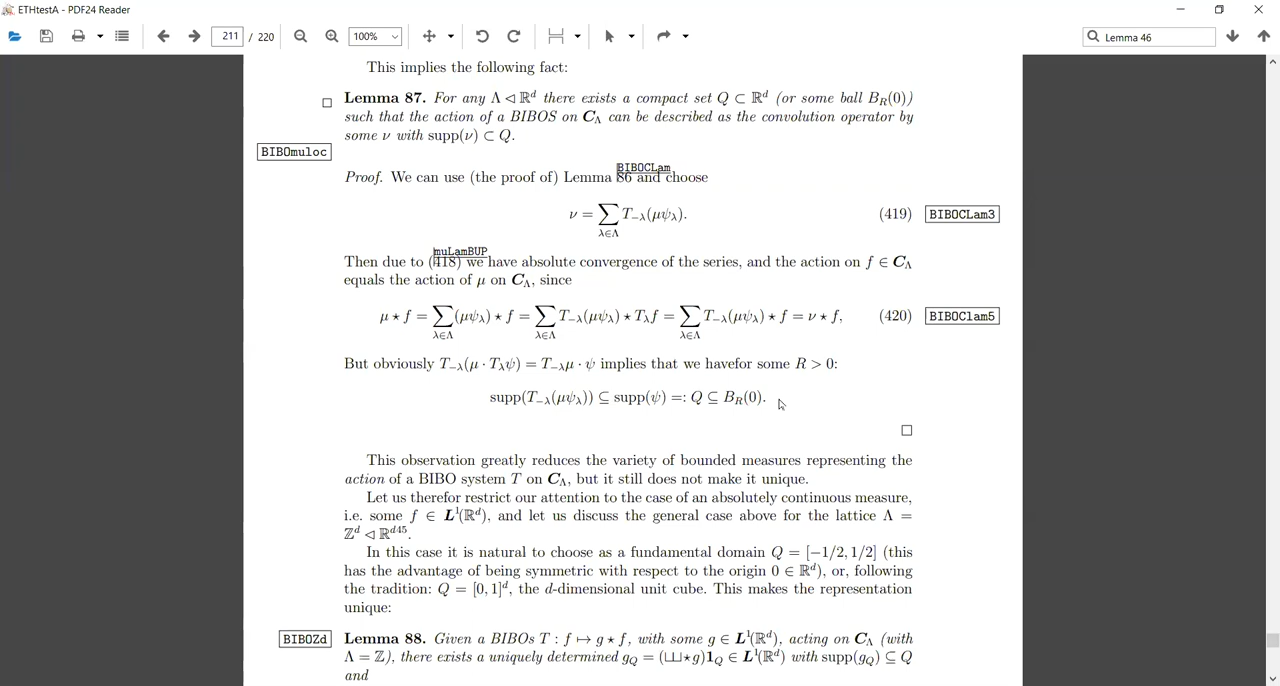 ETHtestA - PDF24 Reader
211 / 220
100%
Lemma 46
This implies the following fact:
□ Lemma 87. For any Λ ◁ ℝᵈ there exists a compact set Q ⊂ ℝᵈ (or some ball B_R(0))
such that the action of a BIBOS on C_Λ can be described as the convolution operator by
some ν with supp(ν) ⊂ Q.
BIBOmuloc
BIBOCLam
Proof. We can use (the proof of) Lemma 86 and choose
ν = ∑_{λ∈Λ} T_{−λ}(μψ_λ). (419) BIBOCLam3
muLamBUP
Then due to (418) we have absolute convergence of the series, and the action on f ∈ C_Λ
equals the action of μ on C_Λ, since
μ ⋆ f = ∑_{λ∈Λ} (μψ_λ) ⋆ f = ∑_{λ∈Λ} T_{−λ}(μψ_λ) ⋆ T_λ f = ∑_{λ∈Λ} T_{−λ}(μψ_λ) ⋆ f = ν ⋆ f, (420) BIBOClam5
But obviously T_{−λ}(μ · T_λψ) = T_{−λ}μ · ψ implies that we havefor some R > 0:
supp(T_{−λ}(μψ_λ)) ⊆ supp(ψ) =: Q ⊆ B_R(0).
□
This observation greatly reduces the variety of bounded measures representing the
action of a BIBO system T on C_Λ, but it still does not make it unique.
Let us therefor restrict our attention to the case of an absolutely continuous measure,
i.e. some f ∈ L¹(ℝᵈ), and let us discuss the general case above for the lattice Λ =
ℤᵈ ◁ ℝᵈ⁴⁵.
In this case it is natural to choose as a fundamental domain Q = [−1/2, 1/2] (this
has the advantage of being symmetric with respect to the origin 0 ∈ ℝᵈ), or, following
the tradition: Q = [0, 1]ᵈ, the d-dimensional unit cube. This makes the representation
unique:
BIBOZd Lemma 88. Given a BIBOs T : f ↦ g ⋆ f, with some g ∈ L¹(ℝᵈ), acting on C_Λ (with
Λ = ℤ), there exists a uniquely determined g_Q = (⊔⊔ ⋆ g)1_Q ∈ L¹(ℝᵈ) with supp(g_Q) ⊆ Q
and